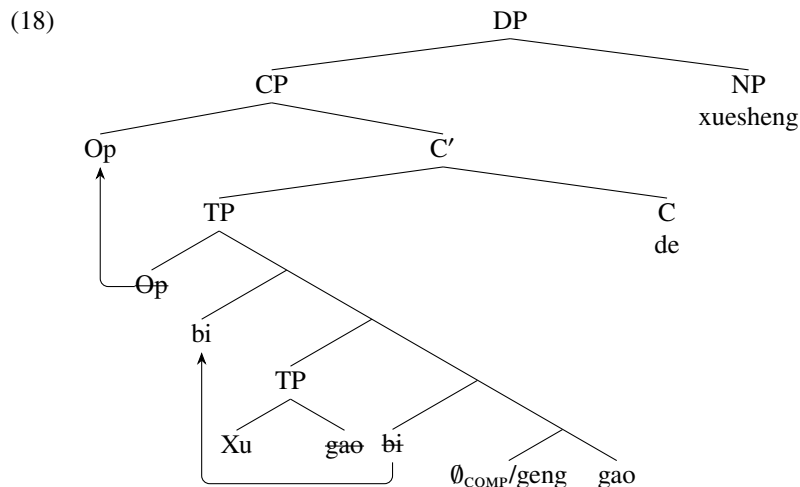 (18) DP
CP NP
xuesheng
Op C′
TP C
de
Op
bi
TP
Xu gao bi ∅COMP/geng gao